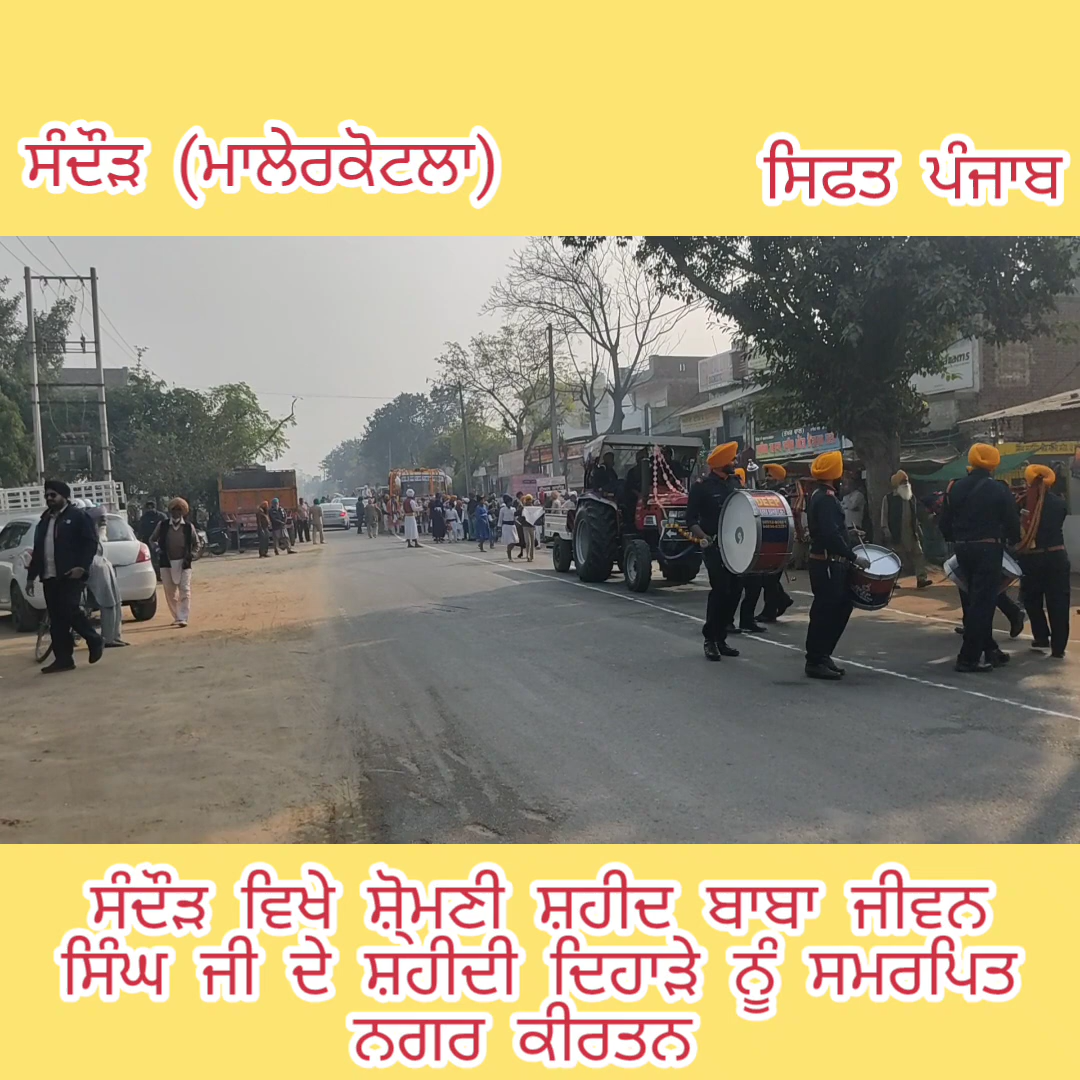 ਸੰਦੌੜ (ਮਾਲੇਰਕੋਟਲਾ)
ਸਿਫਤ ਪੰਜਾਬ
ਸੰਦੌੜ ਵਿਖੇ ਸ਼੍ਰੋਮਣੀ ਸ਼ਹੀਦ ਬਾਬਾ ਜੀਵਨ
ਸਿੰਘ ਜੀ ਦੇ ਸ਼ਹੀਦੀ ਦਿਹਾੜੇ ਨੂੰ ਸਮਰਪਿਤ
ਨਗਰ ਕੀਰਤਨ